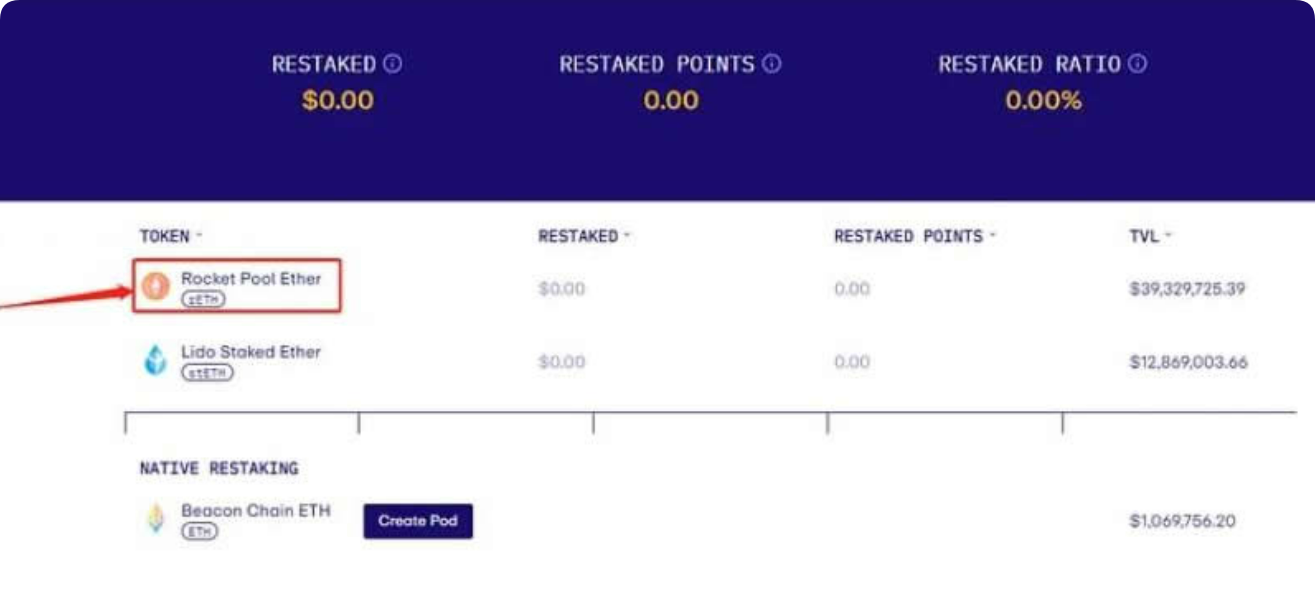 RESTAKED
RESTAKED POINTS
RESTAKED RATIO
$0.00
0.00
0.00%
TOKEN
RESTAKED
RESTAKED POINTS
TVL
Rocket Pool Ether
rETH
$0.00
0.00
$39,329,725.39
Lido Staked Ether
stETH
$0.00
0.00
$12,869,003.66
NATIVE RESTAKING
Beacon Chain ETH
ETH
Create Pod
$1,069,756.20